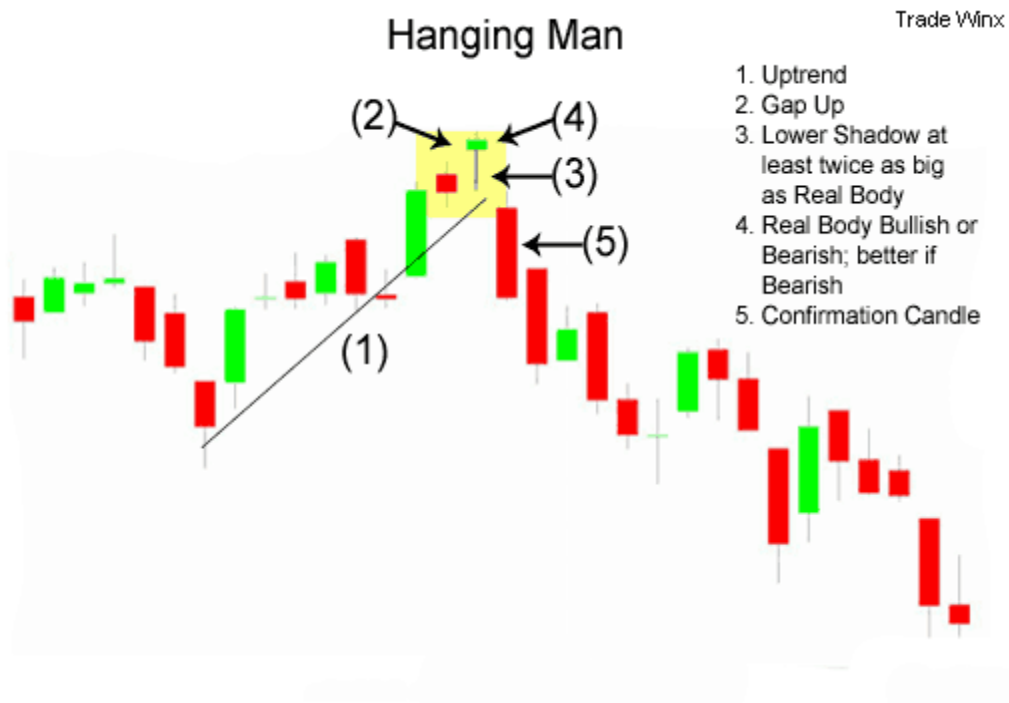 Trade Winx
Hanging Man
1. Uptrend
2. Gap Up
3. Lower Shadow at
least twice as big
as Real Body
4. Real Body Bullish or
Bearish; better if
Bearish
5. Confirmation Candle
(2)
(4)
(3)
(5)
(1)